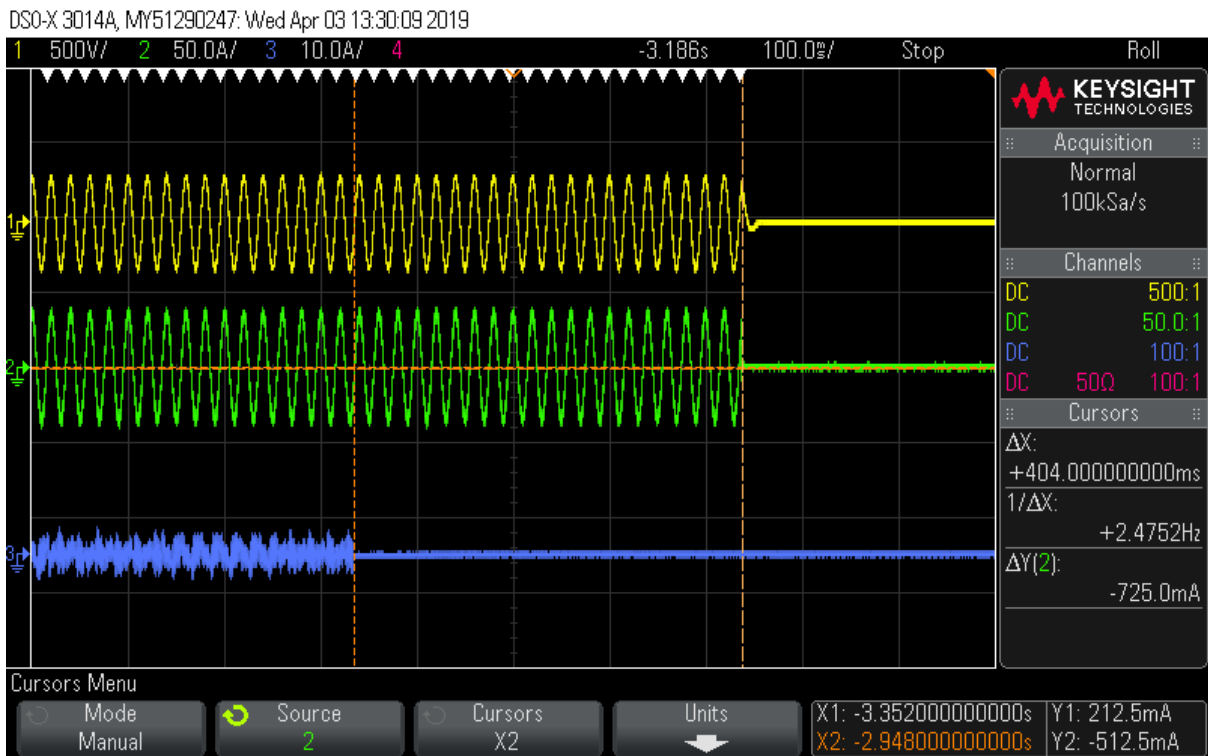 DSO-X 3014A, MY51290247: Wed Apr 03 13:30:09 2019
1 500V/ 2 50.0A/ 3 10.0A/ 4 -3.186s 100.0ms/ Stop Roll
KEYSIGHT
TECHNOLOGIES
Acquisition
Normal
100kSa/s
Channels
DC 500:1
DC 50.0:1
DC 100:1
DC 50Ω 100:1
Cursors
ΔX:
+404.000000000ms
1/ΔX:
+2.4752Hz
ΔY(2):
-725.0mA
1
2
3
Cursors Menu
Mode
Manual
Source
2
Cursors
X2
Units
X1: -3.352000000000s Y1: 212.5mA
X2: -2.948000000000s Y2: -512.5mA